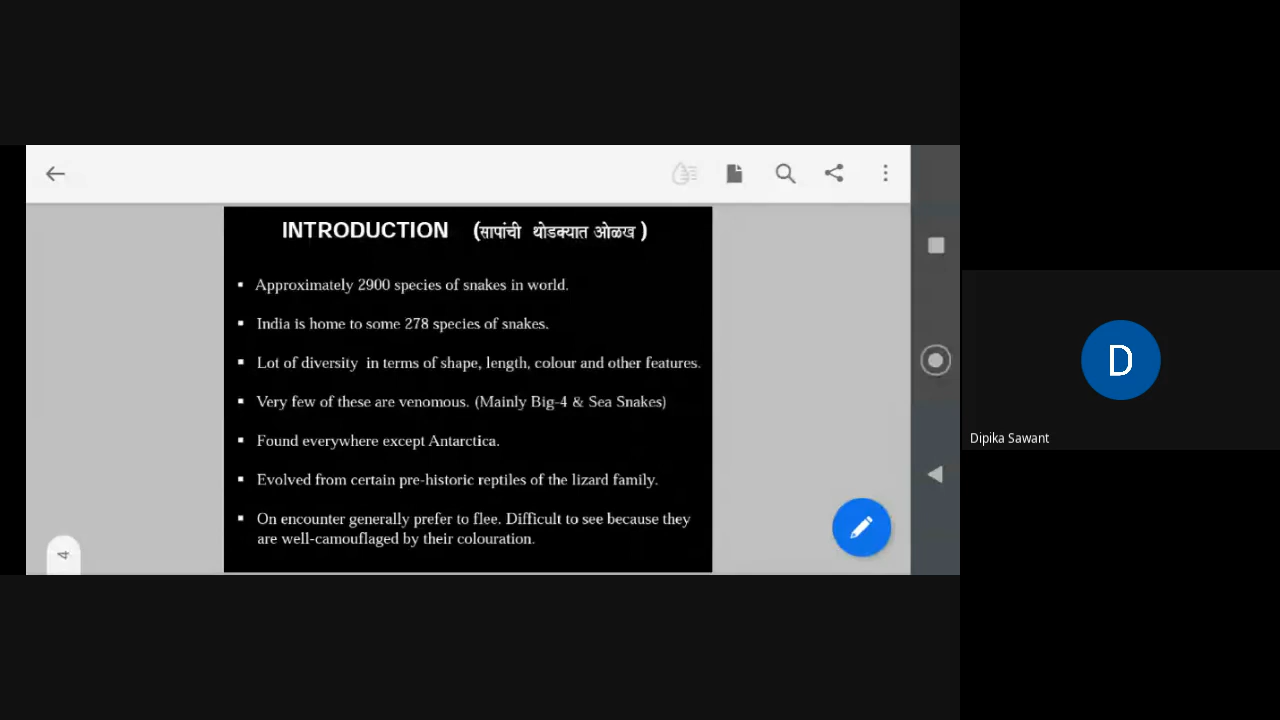 INTRODUCTION (सापांची थोडक्यात ओळख )
▪ Approximately 2900 species of snakes in world.
▪ India is home to some 278 species of snakes.
▪ Lot of diversity in terms of shape, length, colour and other features.
▪ Very few of these are venomous. (Mainly Big-4 & Sea Snakes)
▪ Found everywhere except Antarctica.
▪ Evolved from certain pre-historic reptiles of the lizard family.
▪ On encounter generally prefer to flee. Difficult to see because they
are well-camouflaged by their colouration.
4
D
Dipika Sawant